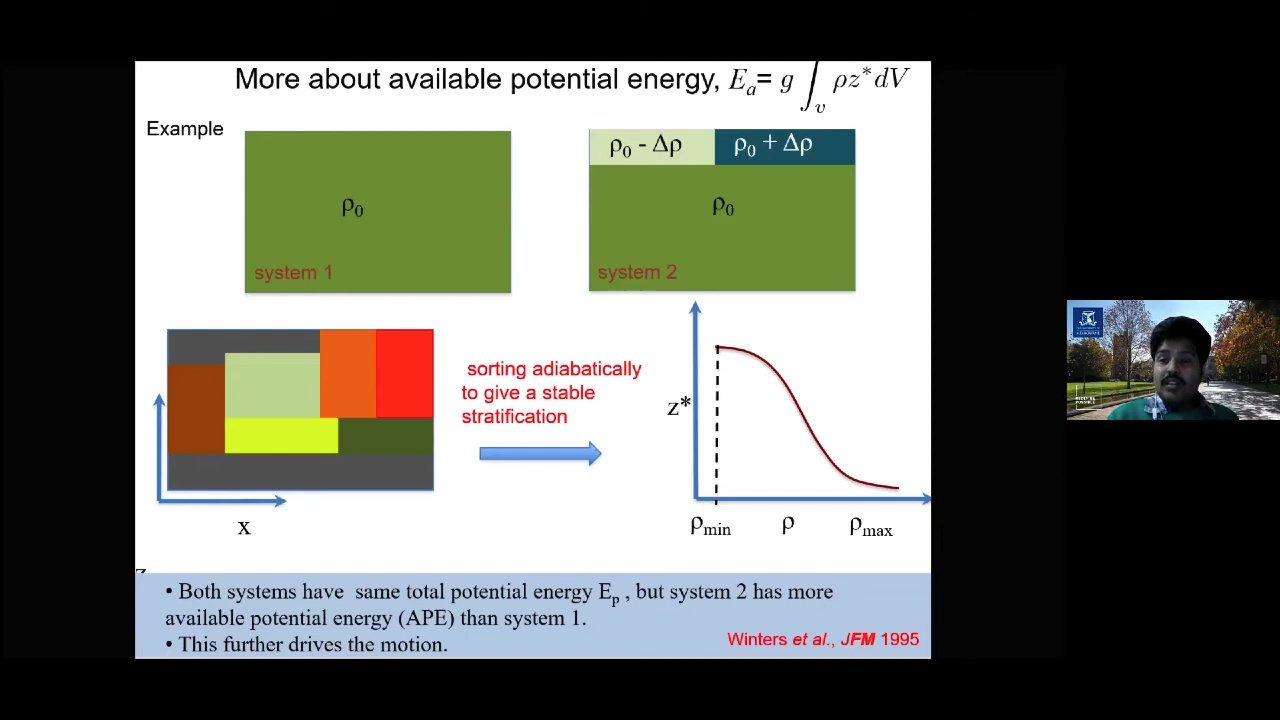 More about available potential energy, Eₐ= g ∫ᵥ ρz*dV
Example
ρ₀
system 1
ρ₀ - Δρ
ρ₀ + Δρ
ρ₀
system 2
x
sorting adiabatically
to give a stable
stratification
z*
ρmin
ρ
ρmax
• Both systems have same total potential energy Eₚ , but system 2 has more
available potential energy (APE) than system 1.
• This further drives the motion.
Winters et al., JFM 1995